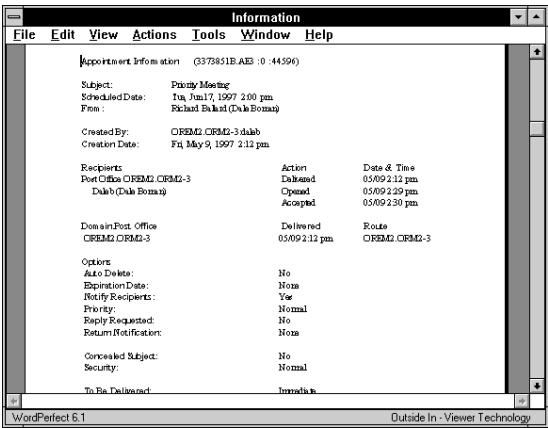 Information
File Edit View Actions Tools Window Help
Appointment Information (3373851B.AE3 :0 :44596)
Subject: Priority Meeting
Scheduled Date: Tue, Jun 17, 1997 2:00 pm
From: Richard Ballard (Dale Boman)
Created By: OREM2.ORM2-3:daleb
Creation Date: Fri, May 9, 1997 2:12 pm
Recipients Action Date & Time
Post Office OREM2.ORM2-3 Delivered 05/09 2:12 pm
Daleb (Dale Boman) Opened 05/09 2:29 pm
Accepted 05/09 2:30 pm
Domain.Post Office Delivered Route
OREM2.ORM2-3 05/09 2:12 pm OREM2.ORM2-3
Options
Auto Delete: No
Expiration Date: None
Notify Recipients: Yes
Priority: Normal
Reply Requested: No
Return Notification: None
Concealed Subject: No
Security: Normal
To Be Delivered: Immediate
WordPerfect 6.1 Outside In - Viewer Technology